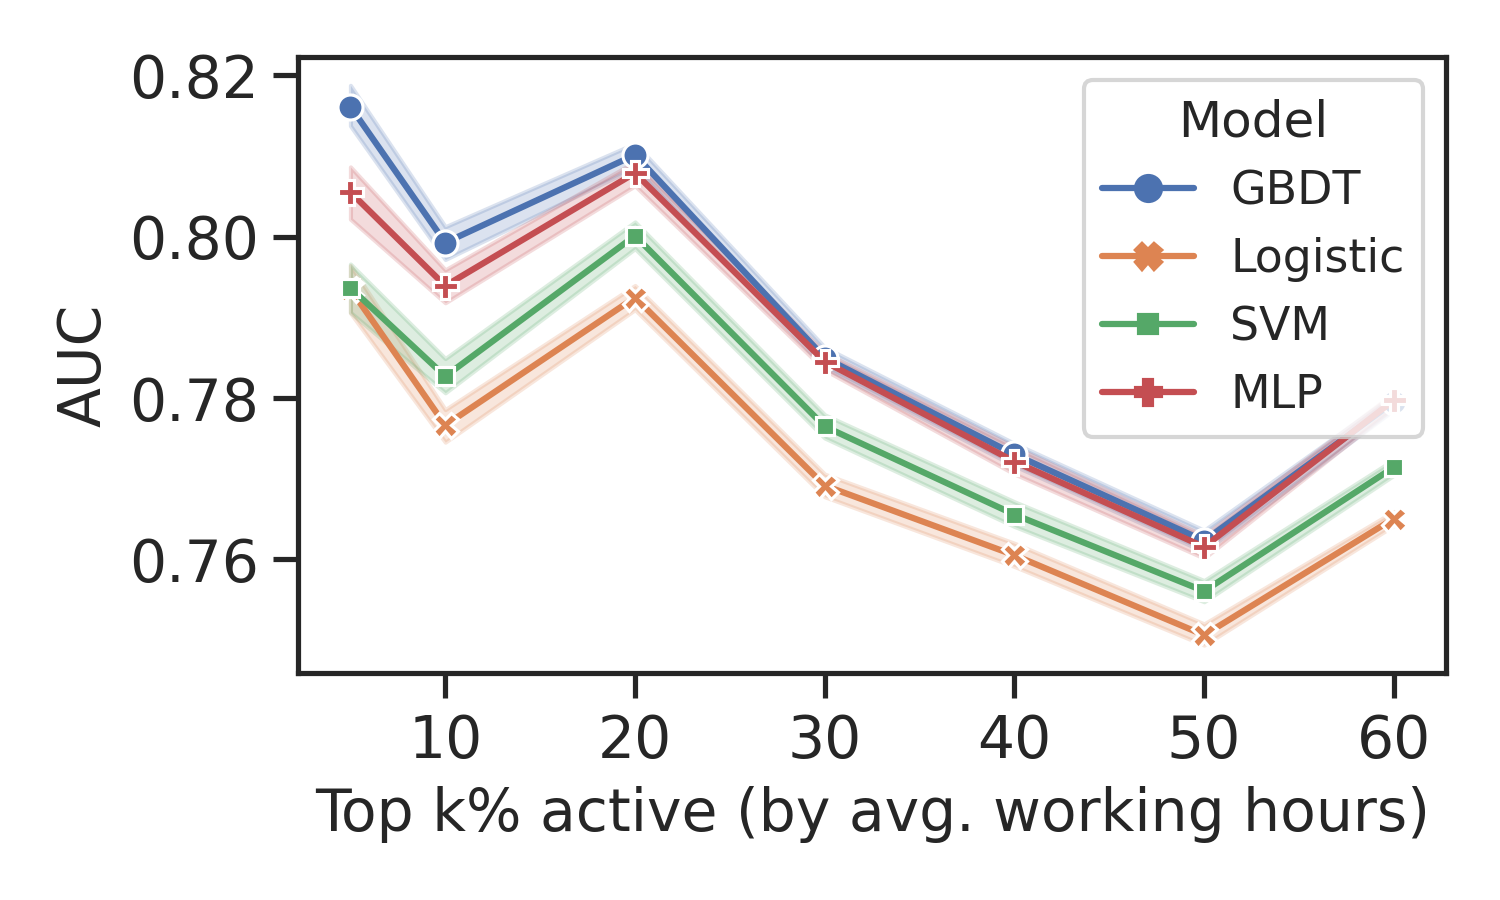 0.82
0.80
0.78
0.76
AUC
Model
GBDT
Logistic
SVM
MLP
10 20 30 40 50 60
Top k% active (by avg. working hours)